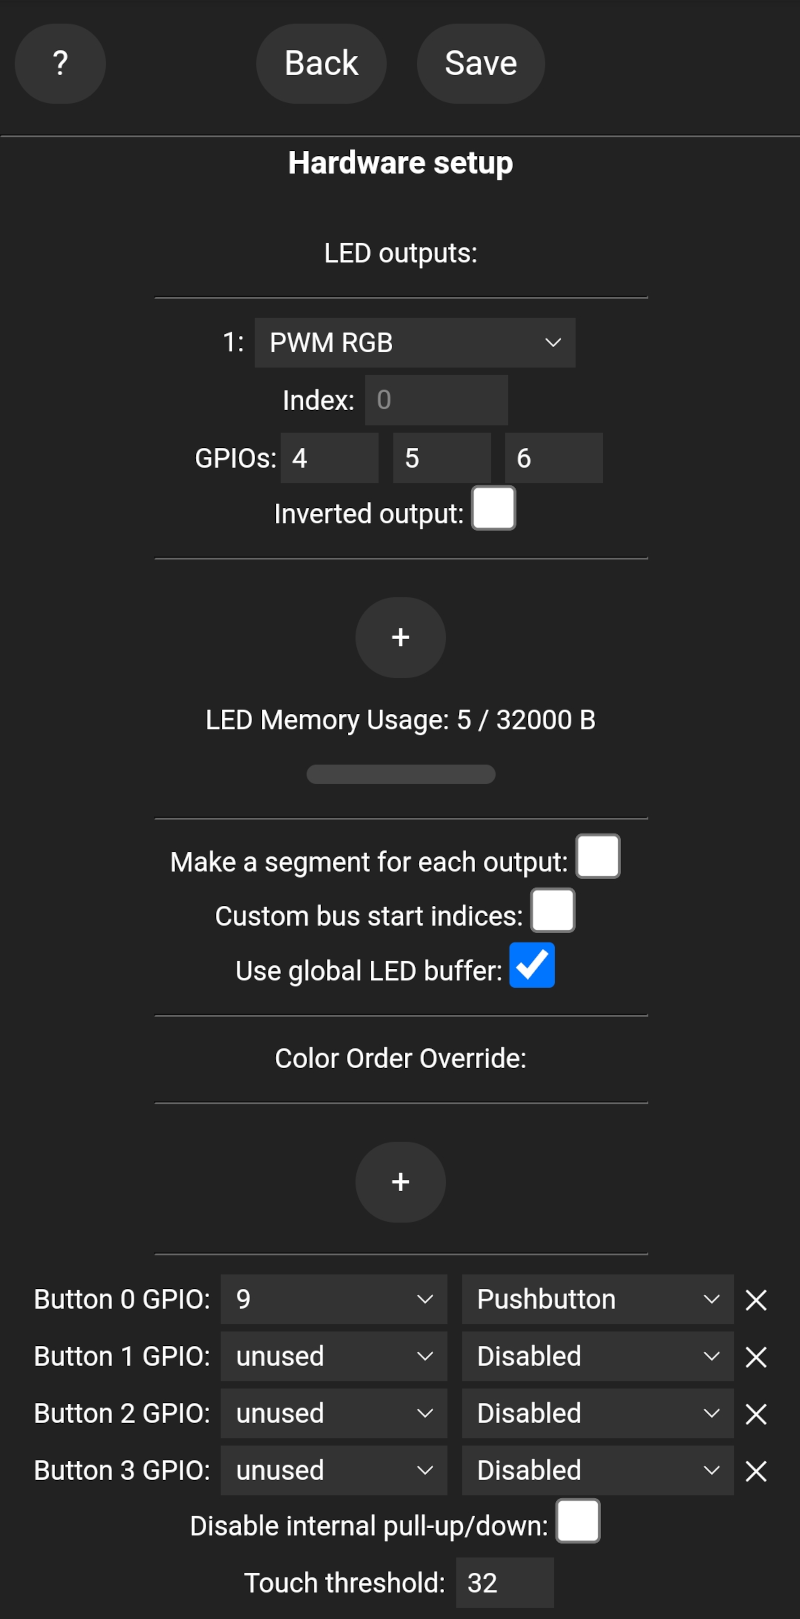 ? Back Save
Hardware setup
LED outputs:
1: PWM RGB
Index: 0
GPIOs: 4 5 6
Inverted output:
+
LED Memory Usage: 5 / 32000 B
Make a segment for each output:
Custom bus start indices:
Use global LED buffer:
Color Order Override:
+
Button 0 GPIO: 9 Pushbutton
Button 1 GPIO: unused Disabled
Button 2 GPIO: unused Disabled
Button 3 GPIO: unused Disabled
Disable internal pull-up/down:
Touch threshold: 32